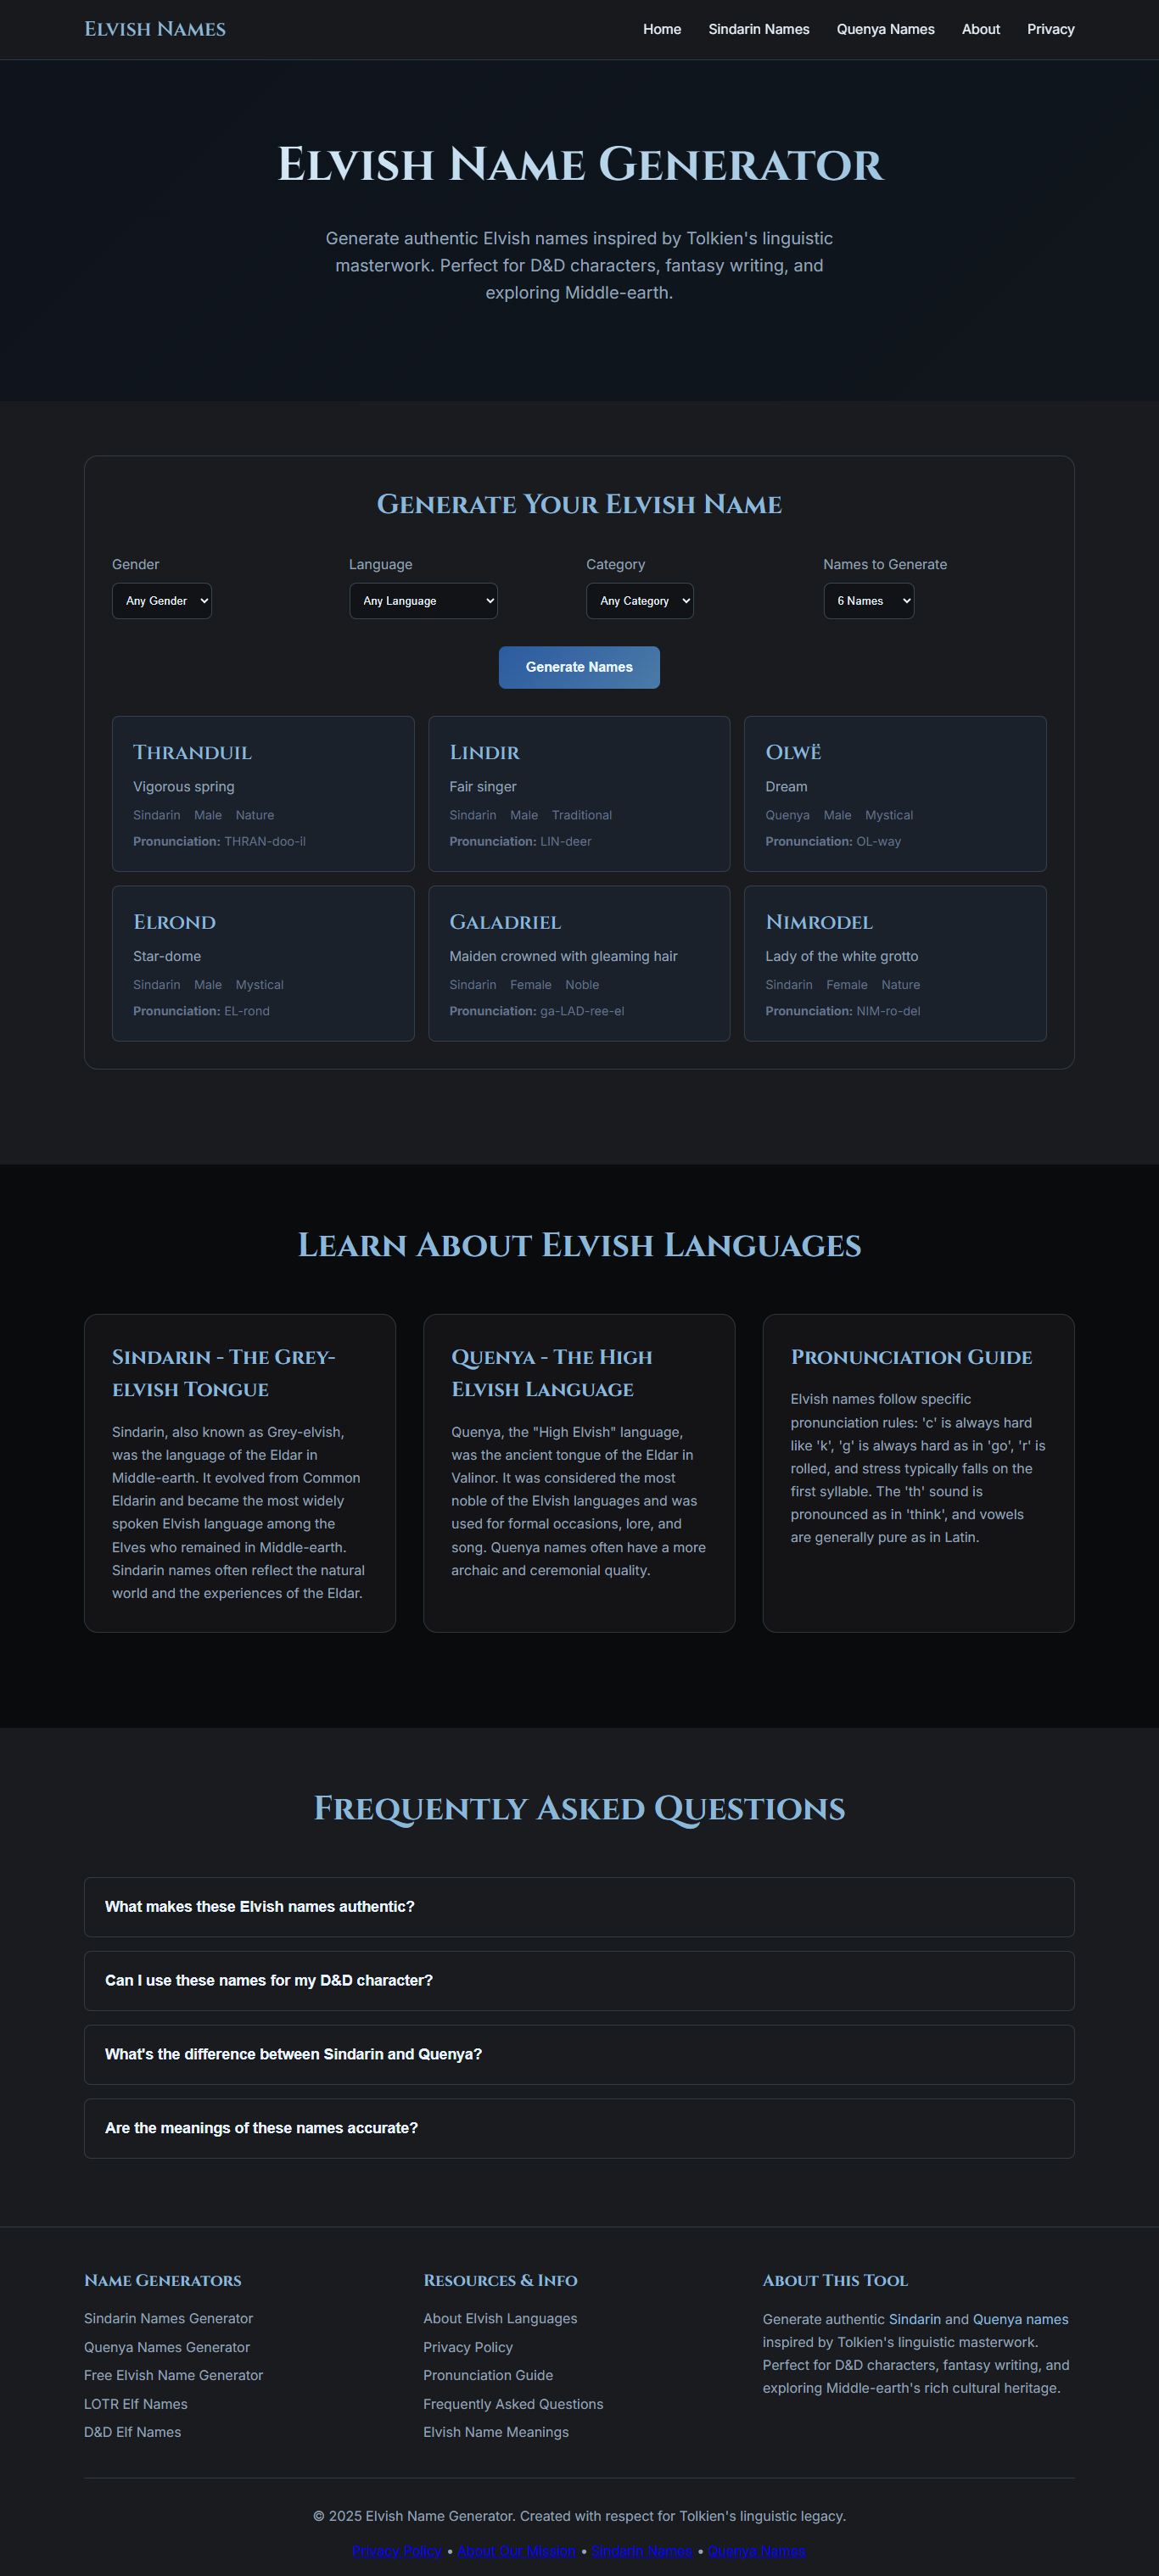 Elvish Names
Home Sindarin Names Quenya Names About Privacy
Elvish Name Generator
Generate authentic Elvish names inspired by Tolkien's linguistic
masterwork. Perfect for D&D characters, fantasy writing, and
exploring Middle-earth.
Generate Your Elvish Name
Gender Language Category Names to Generate
Any Gender Any Language Any Category 6 Names
Generate Names
Thranduil
Vigorous spring
Sindarin Male Nature
Pronunciation: THRAN-doo-il
Lindir
Fair singer
Sindarin Male Traditional
Pronunciation: LIN-deer
Olwë
Dream
Quenya Male Mystical
Pronunciation: OL-way
Elrond
Star-dome
Sindarin Male Mystical
Pronunciation: EL-rond
Galadriel
Maiden crowned with gleaming hair
Sindarin Female Noble
Pronunciation: ga-LAD-ree-el
Nimrodel
Lady of the white grotto
Sindarin Female Nature
Pronunciation: NIM-ro-del
Learn About Elvish Languages
Sindarin - The Grey-
elvish Tongue
Sindarin, also known as Grey-elvish,
was the language of the Eldar in
Middle-earth. It evolved from Common
Eldarin and became the most widely
spoken Elvish language among the
Elves who remained in Middle-earth.
Sindarin names often reflect the natural
world and the experiences of the Eldar.
Quenya - The High
Elvish Language
Quenya, the "High Elvish" language,
was the ancient tongue of the Eldar in
Valinor. It was considered the most
noble of the Elvish languages and was
used for formal occasions, lore, and
song. Quenya names often have a more
archaic and ceremonial quality.
Pronunciation Guide
Elvish names follow specific
pronunciation rules: 'c' is always hard
like 'k', 'g' is always hard as in 'go', 'r' is
rolled, and stress typically falls on the
first syllable. The 'th' sound is
pronounced as in 'think', and vowels
are generally pure as in Latin.
Frequently Asked Questions
What makes these Elvish names authentic?
Can I use these names for my D&D character?
What's the difference between Sindarin and Quenya?
Are the meanings of these names accurate?
Name Generators
Sindarin Names Generator
Quenya Names Generator
Free Elvish Name Generator
LOTR Elf Names
D&D Elf Names
Resources & Info
About Elvish Languages
Privacy Policy
Pronunciation Guide
Frequently Asked Questions
Elvish Name Meanings
About This Tool
Generate authentic Sindarin and Quenya names
inspired by Tolkien's linguistic masterwork.
Perfect for D&D characters, fantasy writing, and
exploring Middle-earth's rich cultural heritage.
© 2025 Elvish Name Generator. Created with respect for Tolkien's linguistic legacy.
Privacy Policy • About Our Mission • Sindarin Names • Quenya Names